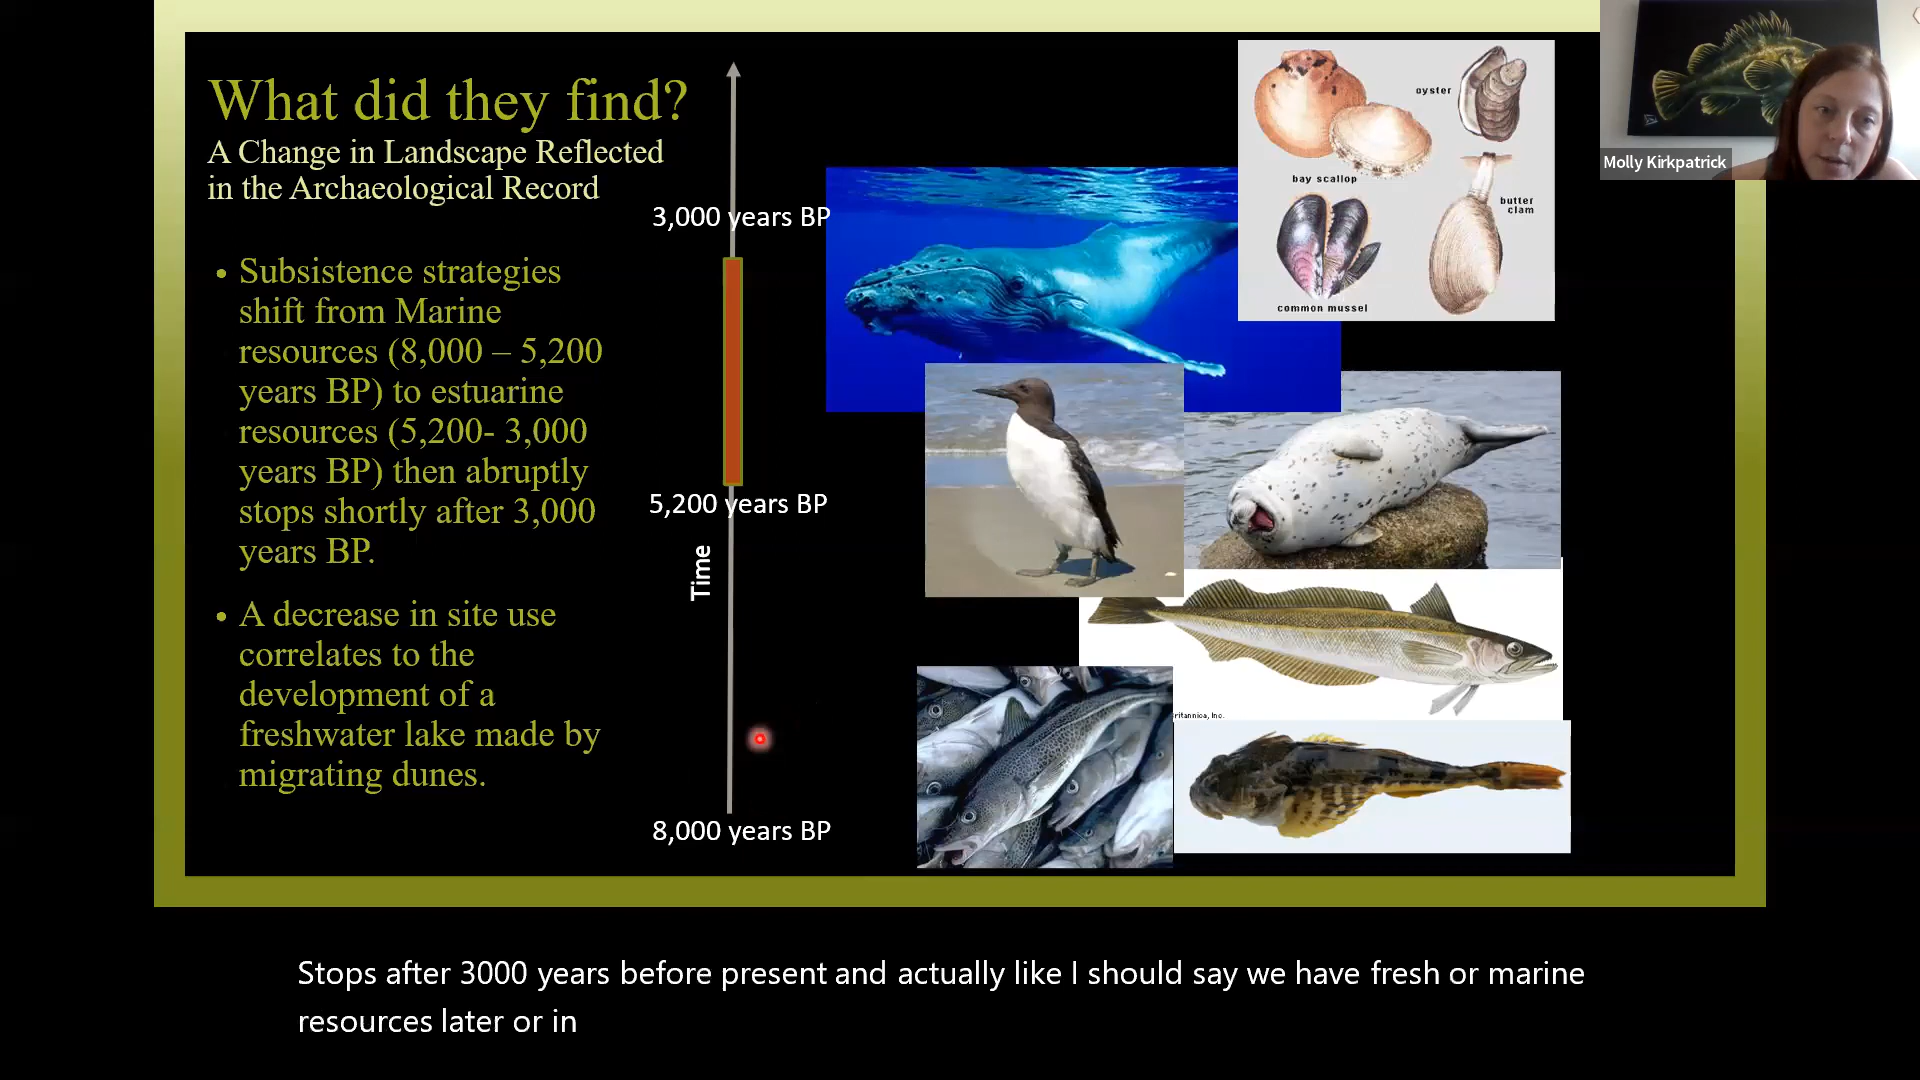 What did they find?
A Change in Landscape Reflected
in the Archaeological Record
• Subsistence strategies
shift from Marine
resources (8,000 – 5,200
years BP) to estuarine
resources (5,200- 3,000
years BP) then abruptly
stops shortly after 3,000
years BP.
• A decrease in site use
correlates to the
development of a
freshwater lake made by
migrating dunes.
3,000 years BP
5,200 years BP
Time
8,000 years BP
oyster
bay scallop
butter
clam
common mussel
ritannica, Inc.
Molly Kirkpatrick
Stops after 3000 years before present and actually like I should say we have fresh or marine
resources later or in